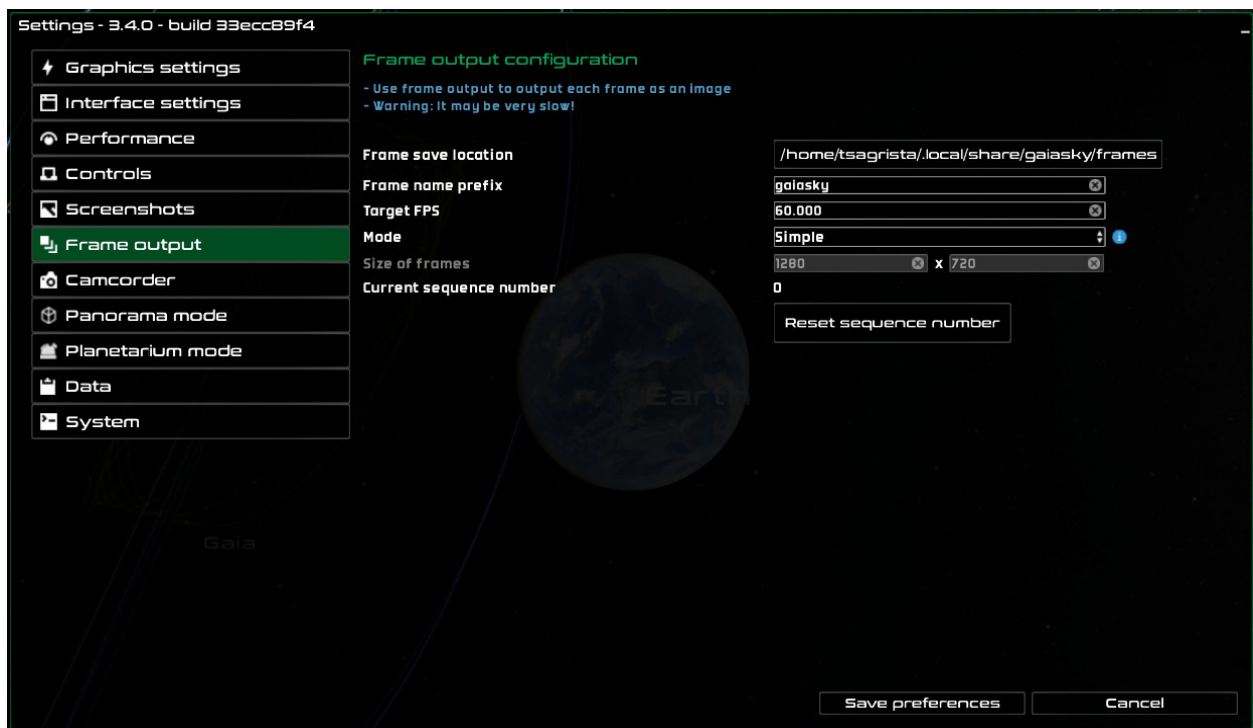 Settings - 3.4.0 - build 33ecc89f4
Graphics settings
Interface settings
Performance
Controls
Screenshots
Frame output
Camcorder
Panorama mode
Planetarium mode
Data
System
Frame output configuration
- Use frame output to output each frame as an image
- Warning: It may be very slow!
Frame save location /home/tsagrista/.local/share/gaiasky/frames
Frame name prefix gaiasky
Target FPS 60.000
Mode Simple
Size of frames 1280 x 720
Current sequence number 0
Reset sequence number
Earth
Gaia
Save preferences Cancel